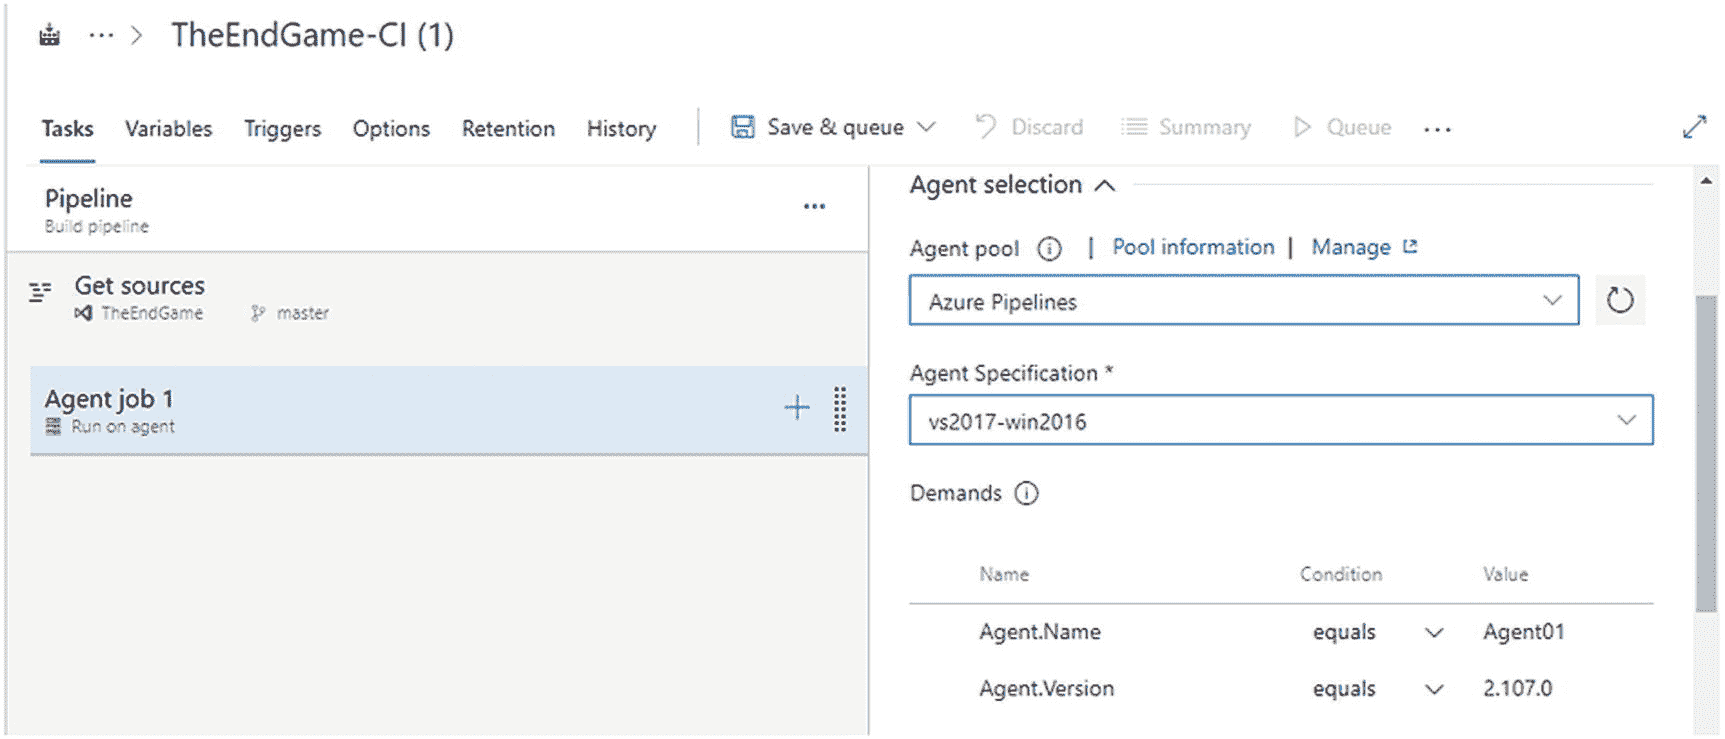 ... > TheEndGame-CI (1)
Tasks Variables Triggers Options Retention History | Save & queue Discard Summary Queue ...
Pipeline ...
Build pipeline
Get sources
TheEndGame master
Agent job 1 +
Run on agent
Agent selection
Agent pool | Pool information | Manage
Azure Pipelines
Agent Specification *
vs2017-win2016
Demands
Name Condition Value
Agent.Name equals Agent01
Agent.Version equals 2.107.0